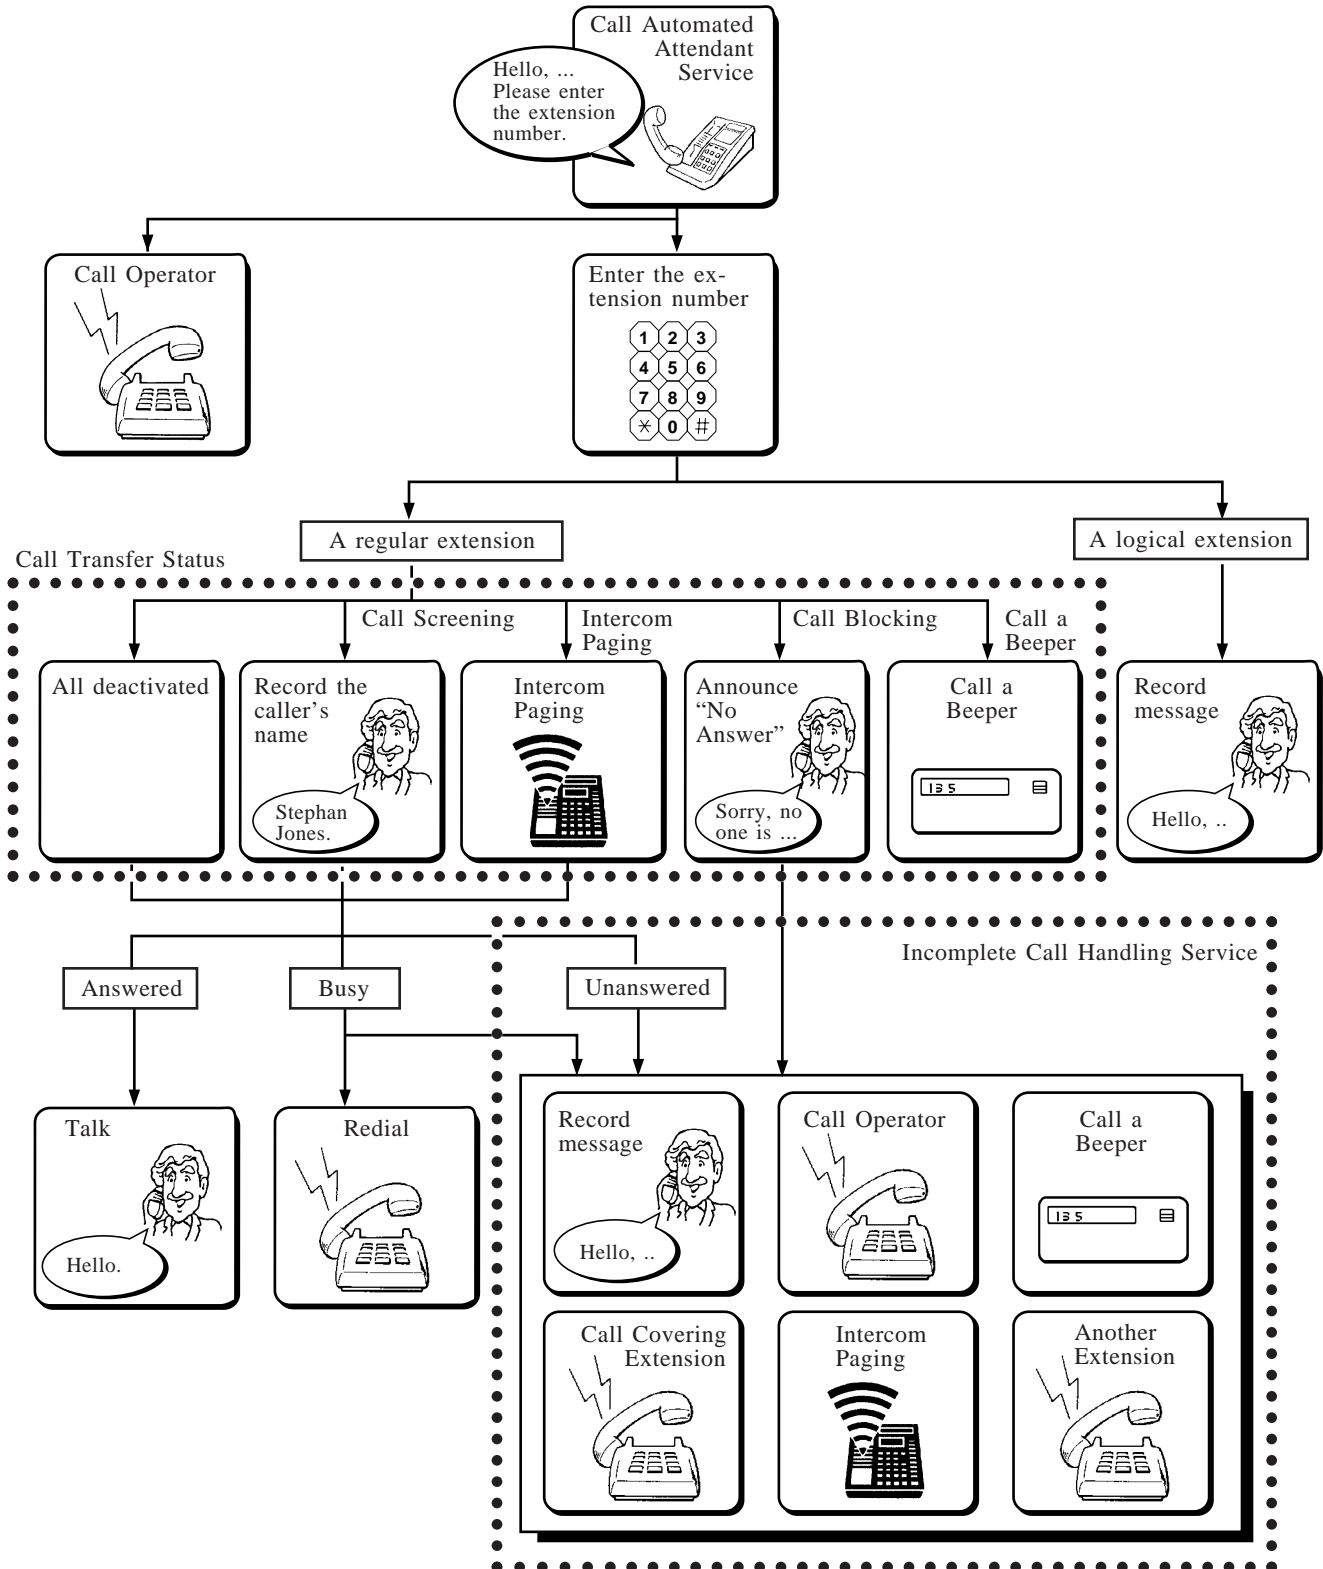 Call Automated
Attendant
Service
Hello, ...
Please enter
the extension
number.
Call Operator
Enter the ex-
tension number
1 2 3
4 5 6
7 8 9
* 0 #
A regular extension
A logical extension
Call Transfer Status
Call Screening
Intercom
Paging
Call Blocking
Call a
Beeper
All deactivated
Record the
caller's
name
Stephan
Jones.
Intercom
Paging
Announce
“No
Answer”
Sorry, no
one is ...
Call a
Beeper
135
Record
message
Hello, ..
Incomplete Call Handling Service
Answered
Busy
Unanswered
Talk
Hello.
Redial
Record
message
Hello, ..
Call Operator
Call a
Beeper
135
Call Covering
Extension
Intercom
Paging
Another
Extension